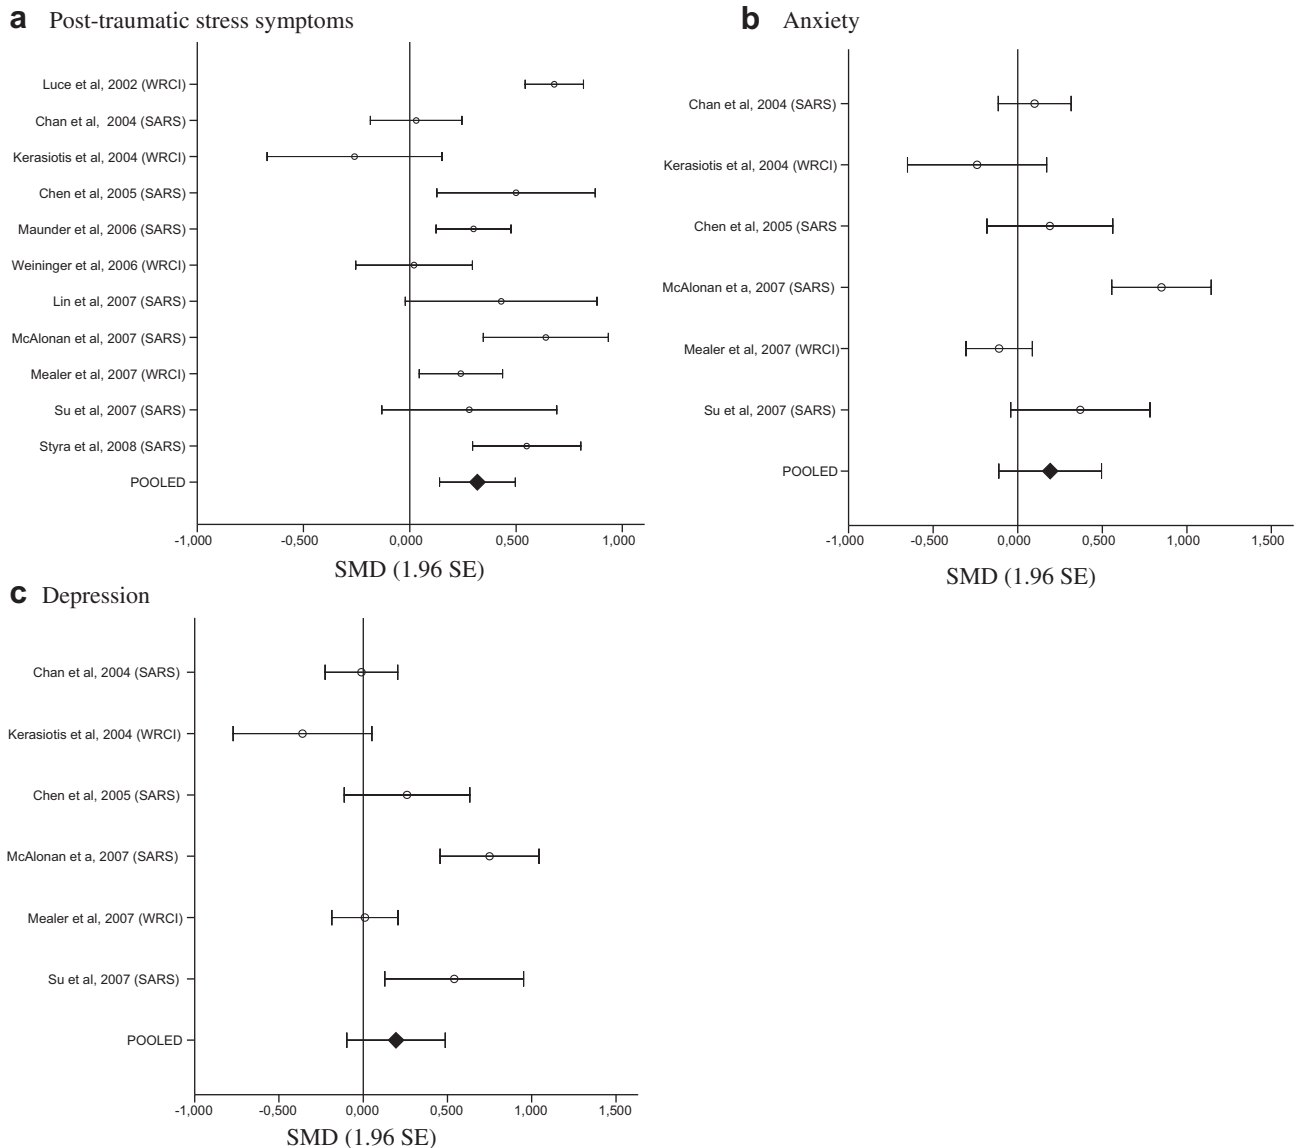 a Post-traumatic stress symptoms
Luce et al, 2002 (WRCI)
Chan et al, 2004 (SARS)
Kerasiotis et al, 2004 (WRCI)
Chen et al, 2005 (SARS)
Maunder et al, 2006 (SARS)
Weininger et al, 2006 (WRCI)
Lin et al, 2007 (SARS)
McAlonan et al, 2007 (SARS)
Mealer et al, 2007 (WRCI)
Su et al, 2007 (SARS)
Styra et al, 2008 (SARS)
POOLED
-1,000 -0,500 0,000 0,500 1,000
SMD (1.96 SE)
b Anxiety
Chan et al, 2004 (SARS)
Kerasiotis et al, 2004 (WRCI)
Chen et al, 2005 (SARS
McAlonan et a, 2007 (SARS)
Mealer et al, 2007 (WRCI)
Su et al, 2007 (SARS)
POOLED
-1,000 -0,500 0,000 0,500 1,000 1,500
SMD (1.96 SE)
c Depression
Chan et al, 2004 (SARS)
Kerasiotis et al, 2004 (WRCI)
Chen et al, 2005 (SARS)
McAlonan et a, 2007 (SARS)
Mealer et al, 2007 (WRCI)
Su et al, 2007 (SARS)
POOLED
-1,000 -0,500 0,000 0,500 1,000 1,500
SMD (1.96 SE)